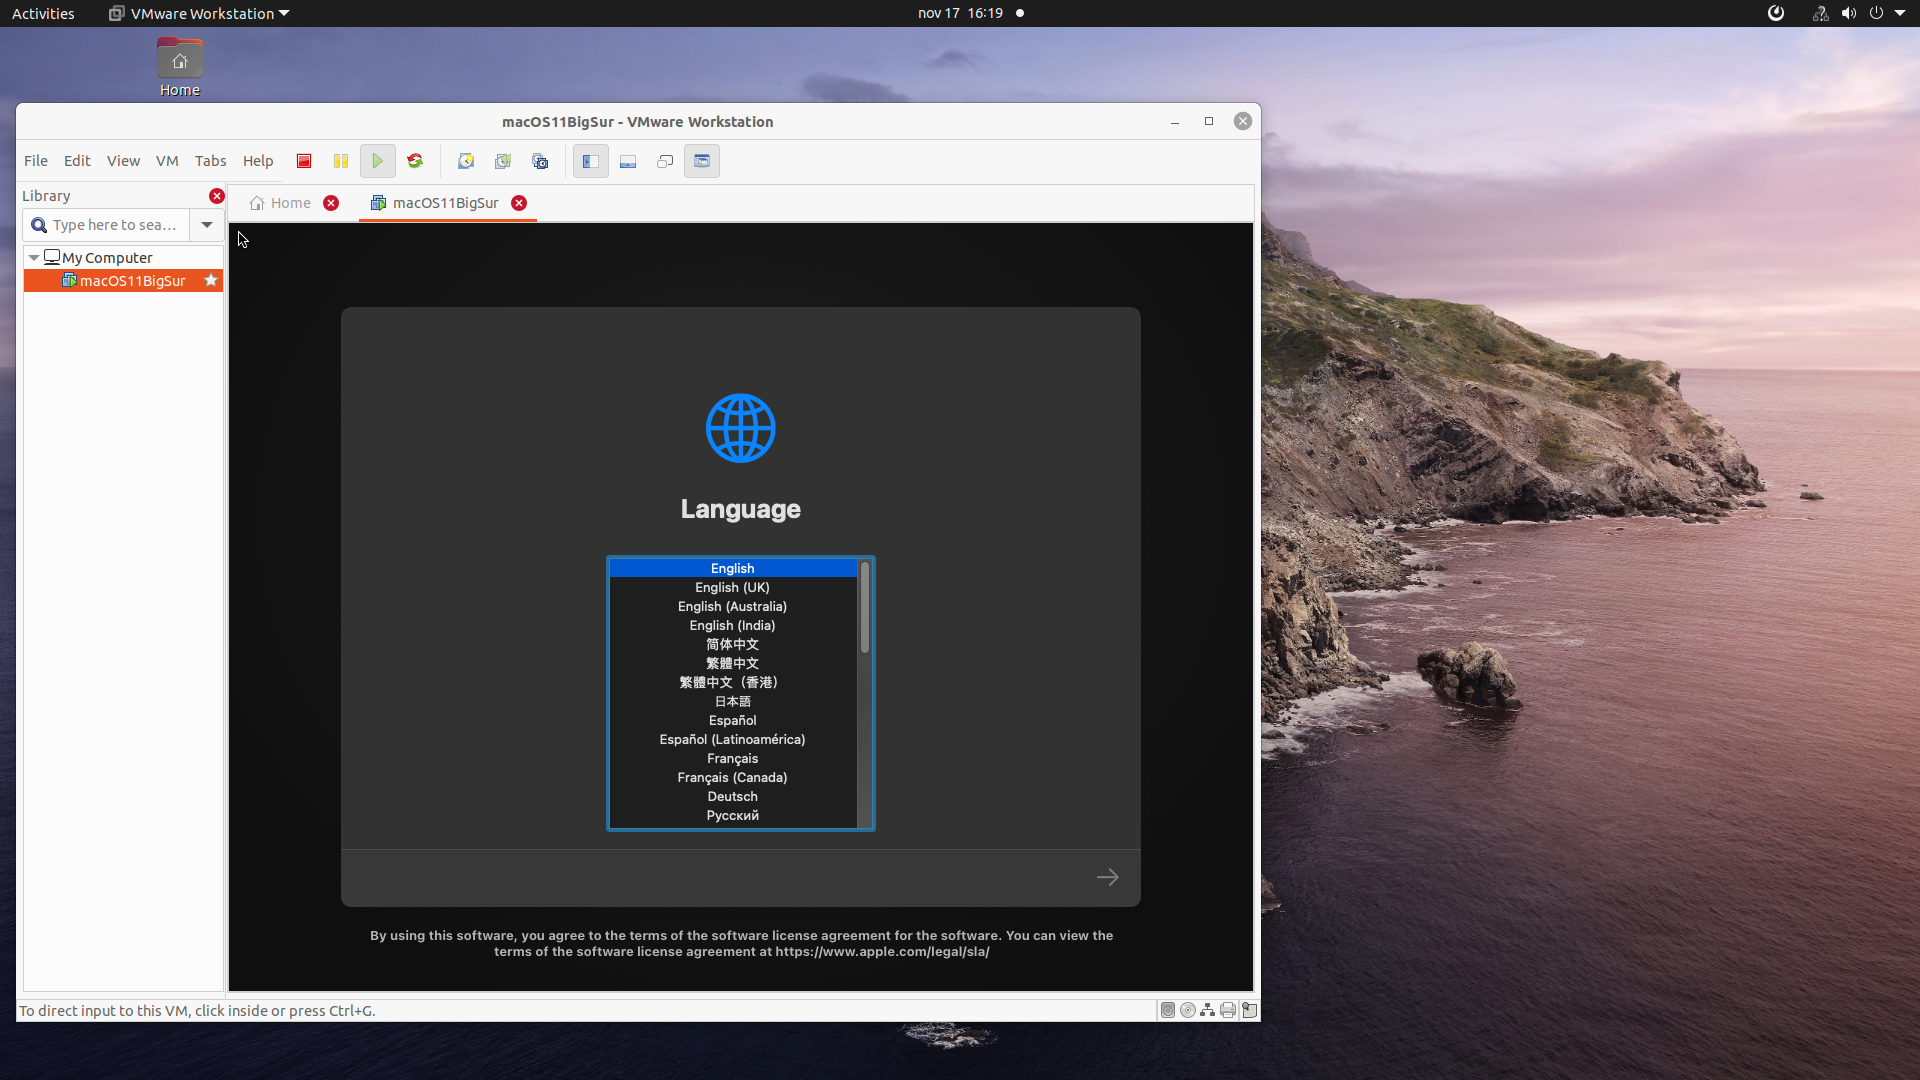 Activities
VMware Workstation
nov 17 16:19
Home
macOS11BigSur - VMware Workstation
File Edit View VM Tabs Help
Library
Type here to sea...
My Computer
macOS11BigSur
Home
macOS11BigSur
Language
English
English (UK)
English (Australia)
English (India)
简体中文
繁體中文
繁體中文（香港）
日本語
Español
Español (Latinoamérica)
Français
Français (Canada)
Deutsch
Русский
By using this software, you agree to the terms of the software license agreement for the software. You can view the
terms of the software license agreement at https://www.apple.com/legal/sla/
To direct input to this VM, click inside or press Ctrl+G.